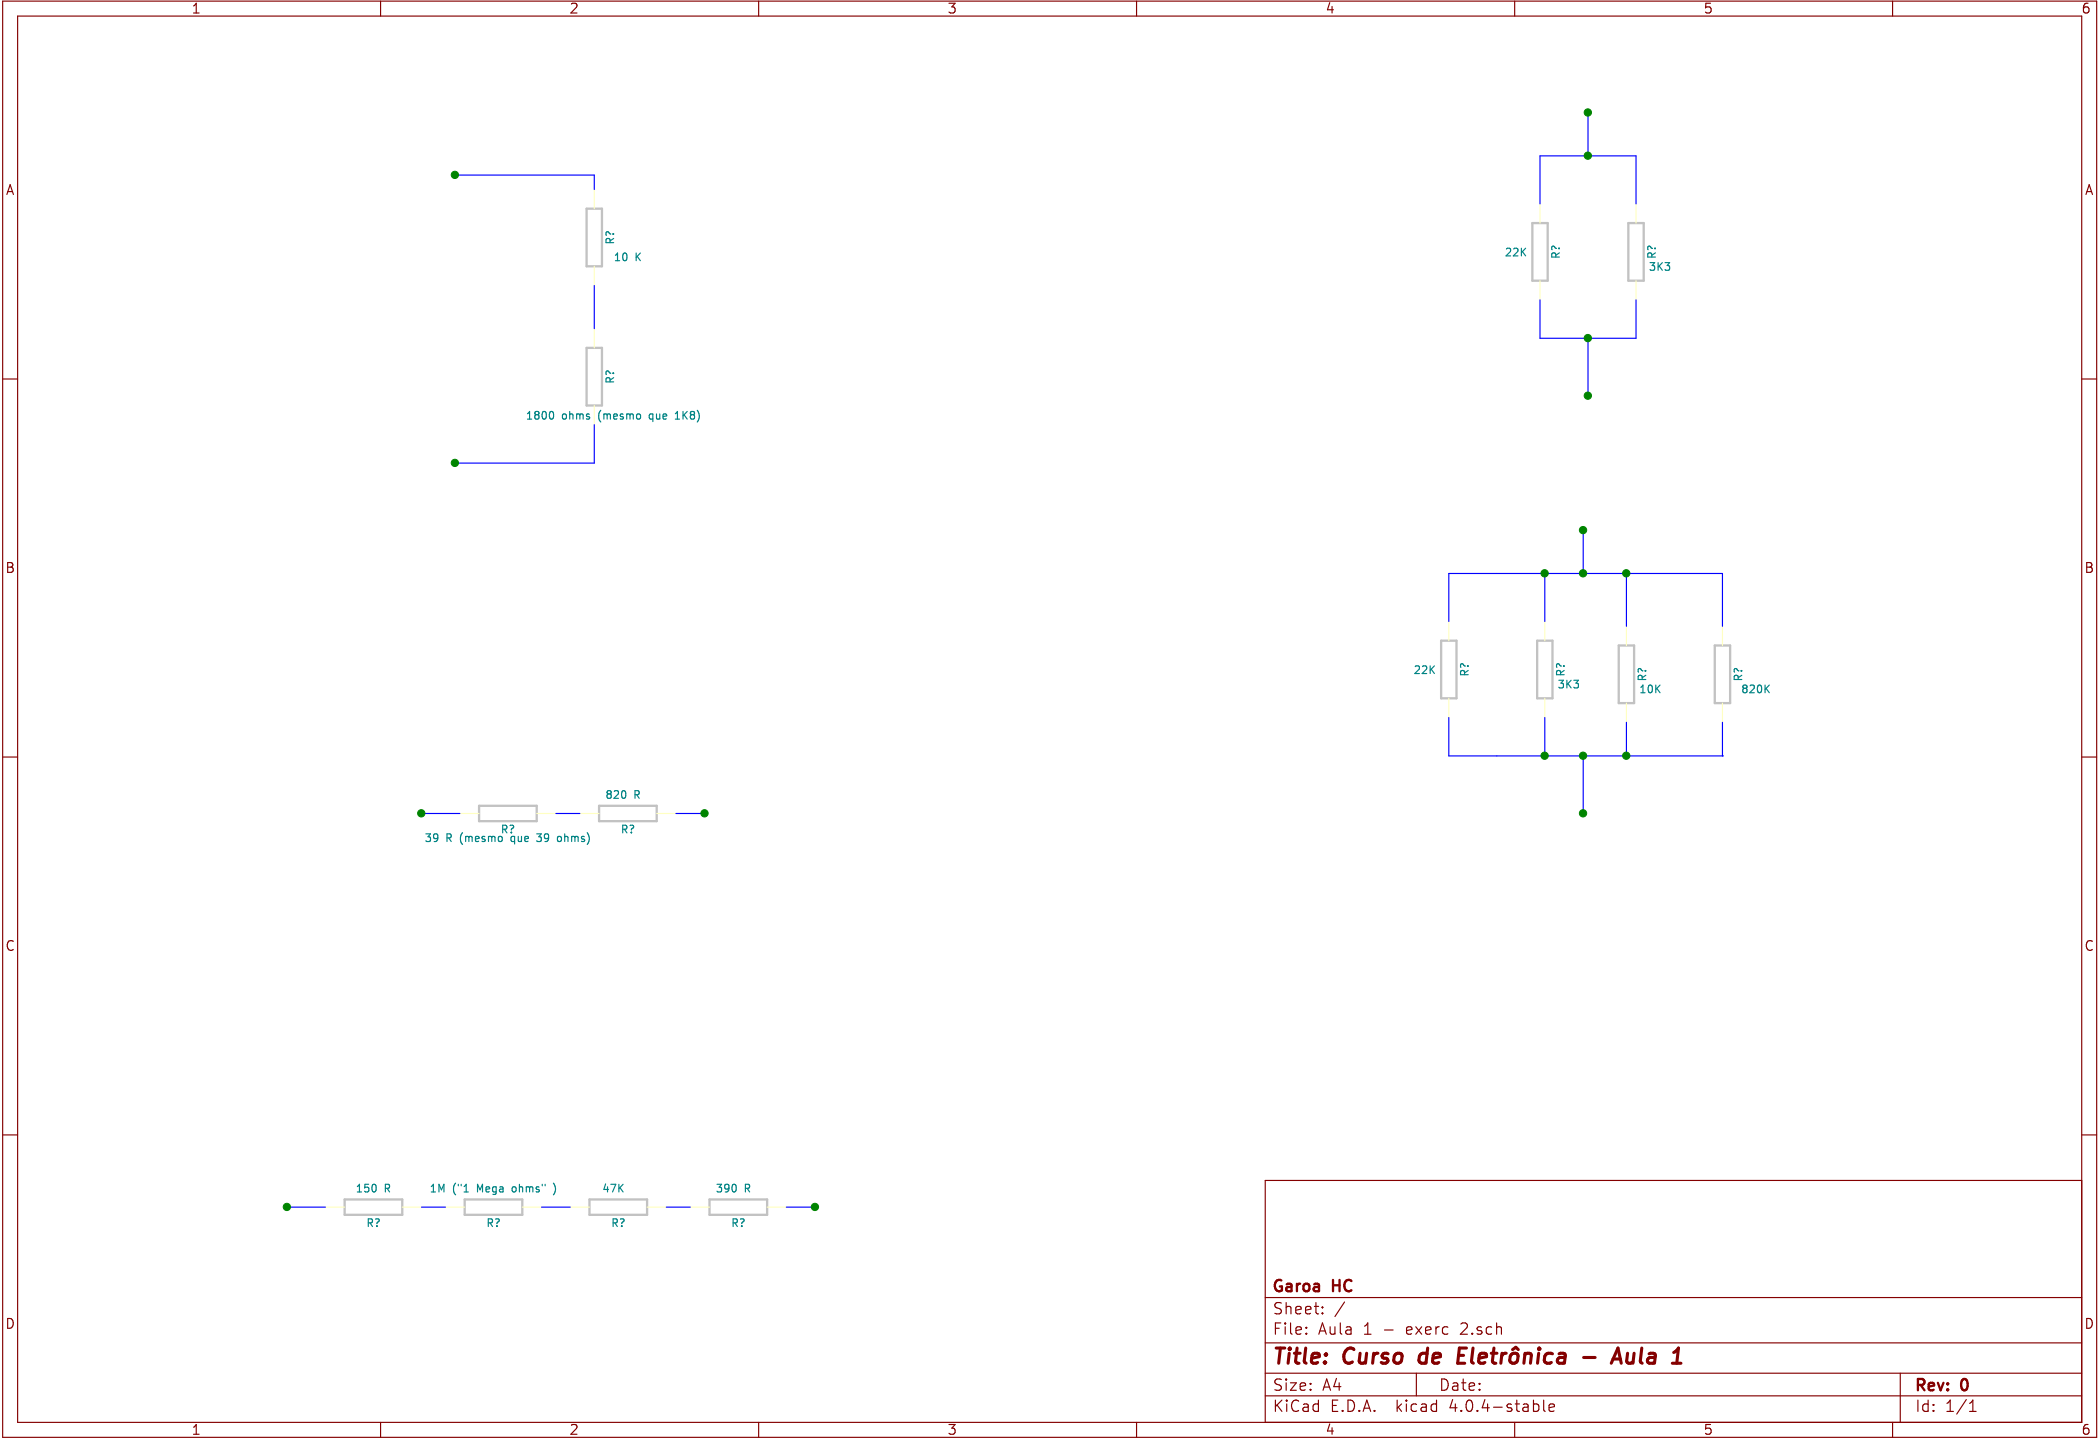 1 2 3 4 5 6
A
A
R?
10 K
R?
1800 ohms (mesmo que 1K8)
22K
R?
R?
3K3
B
B
22K
R?
R?
3K3
R?
10K
R?
820K
820 R
R?
R?
39 R (mesmo que 39 ohms)
C
C
150 R
1M ("1 Mega ohms" )
47K
390 R
R?
R?
R?
R?
D
D
Garoa HC
Sheet: /
File: Aula 1 - exerc 2.sch
Title: Curso de Eletrônica - Aula 1
Size: A4
Date:
Rev: 0
KiCad E.D.A. kicad 4.0.4-stable
Id: 1/1
1 2 3 4 5 6